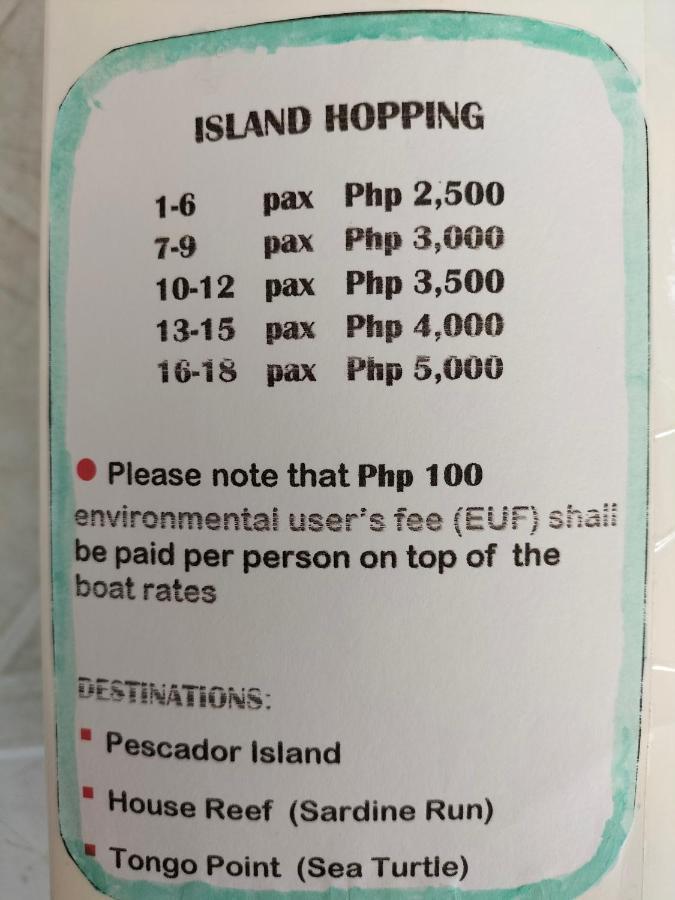 ISLAND HOPPING
1-6 pax Php 2,500
7-9 pax Php 3,000
10-12 pax Php 3,500
13-15 pax Php 4,000
16-18 pax Php 5,000
Please note that Php 100
environmental user's fee (EUF) shall
be paid per person on top of the
boat rates
DESTINATIONS:
Pescador Island
House Reef (Sardine Run)
Tongo Point (Sea Turtle)